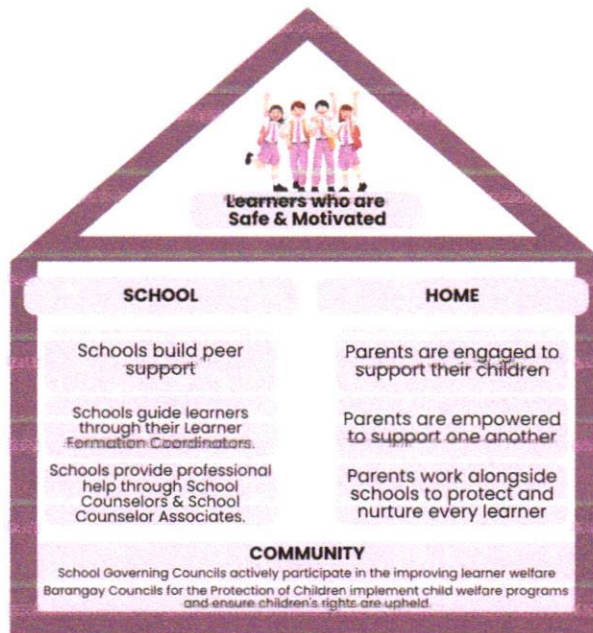 Learners who are
Safe & Motivated
SCHOOL
Schools build peer
support
Schools guide learners
through their Learner
Formation Coordinators.
Schools provide professional
help through School
Counselors & School
Counselor Associates.
HOME
Parents are engaged to
support their children
Parents are empowered
to support one another
Parents work alongside
schools to protect and
nurture every learner
COMMUNITY
School Governing Councils actively participate in the improving learner welfare
Barangay Councils for the Protection of Children implement child welfare programs
and ensure children's rights are upheld.